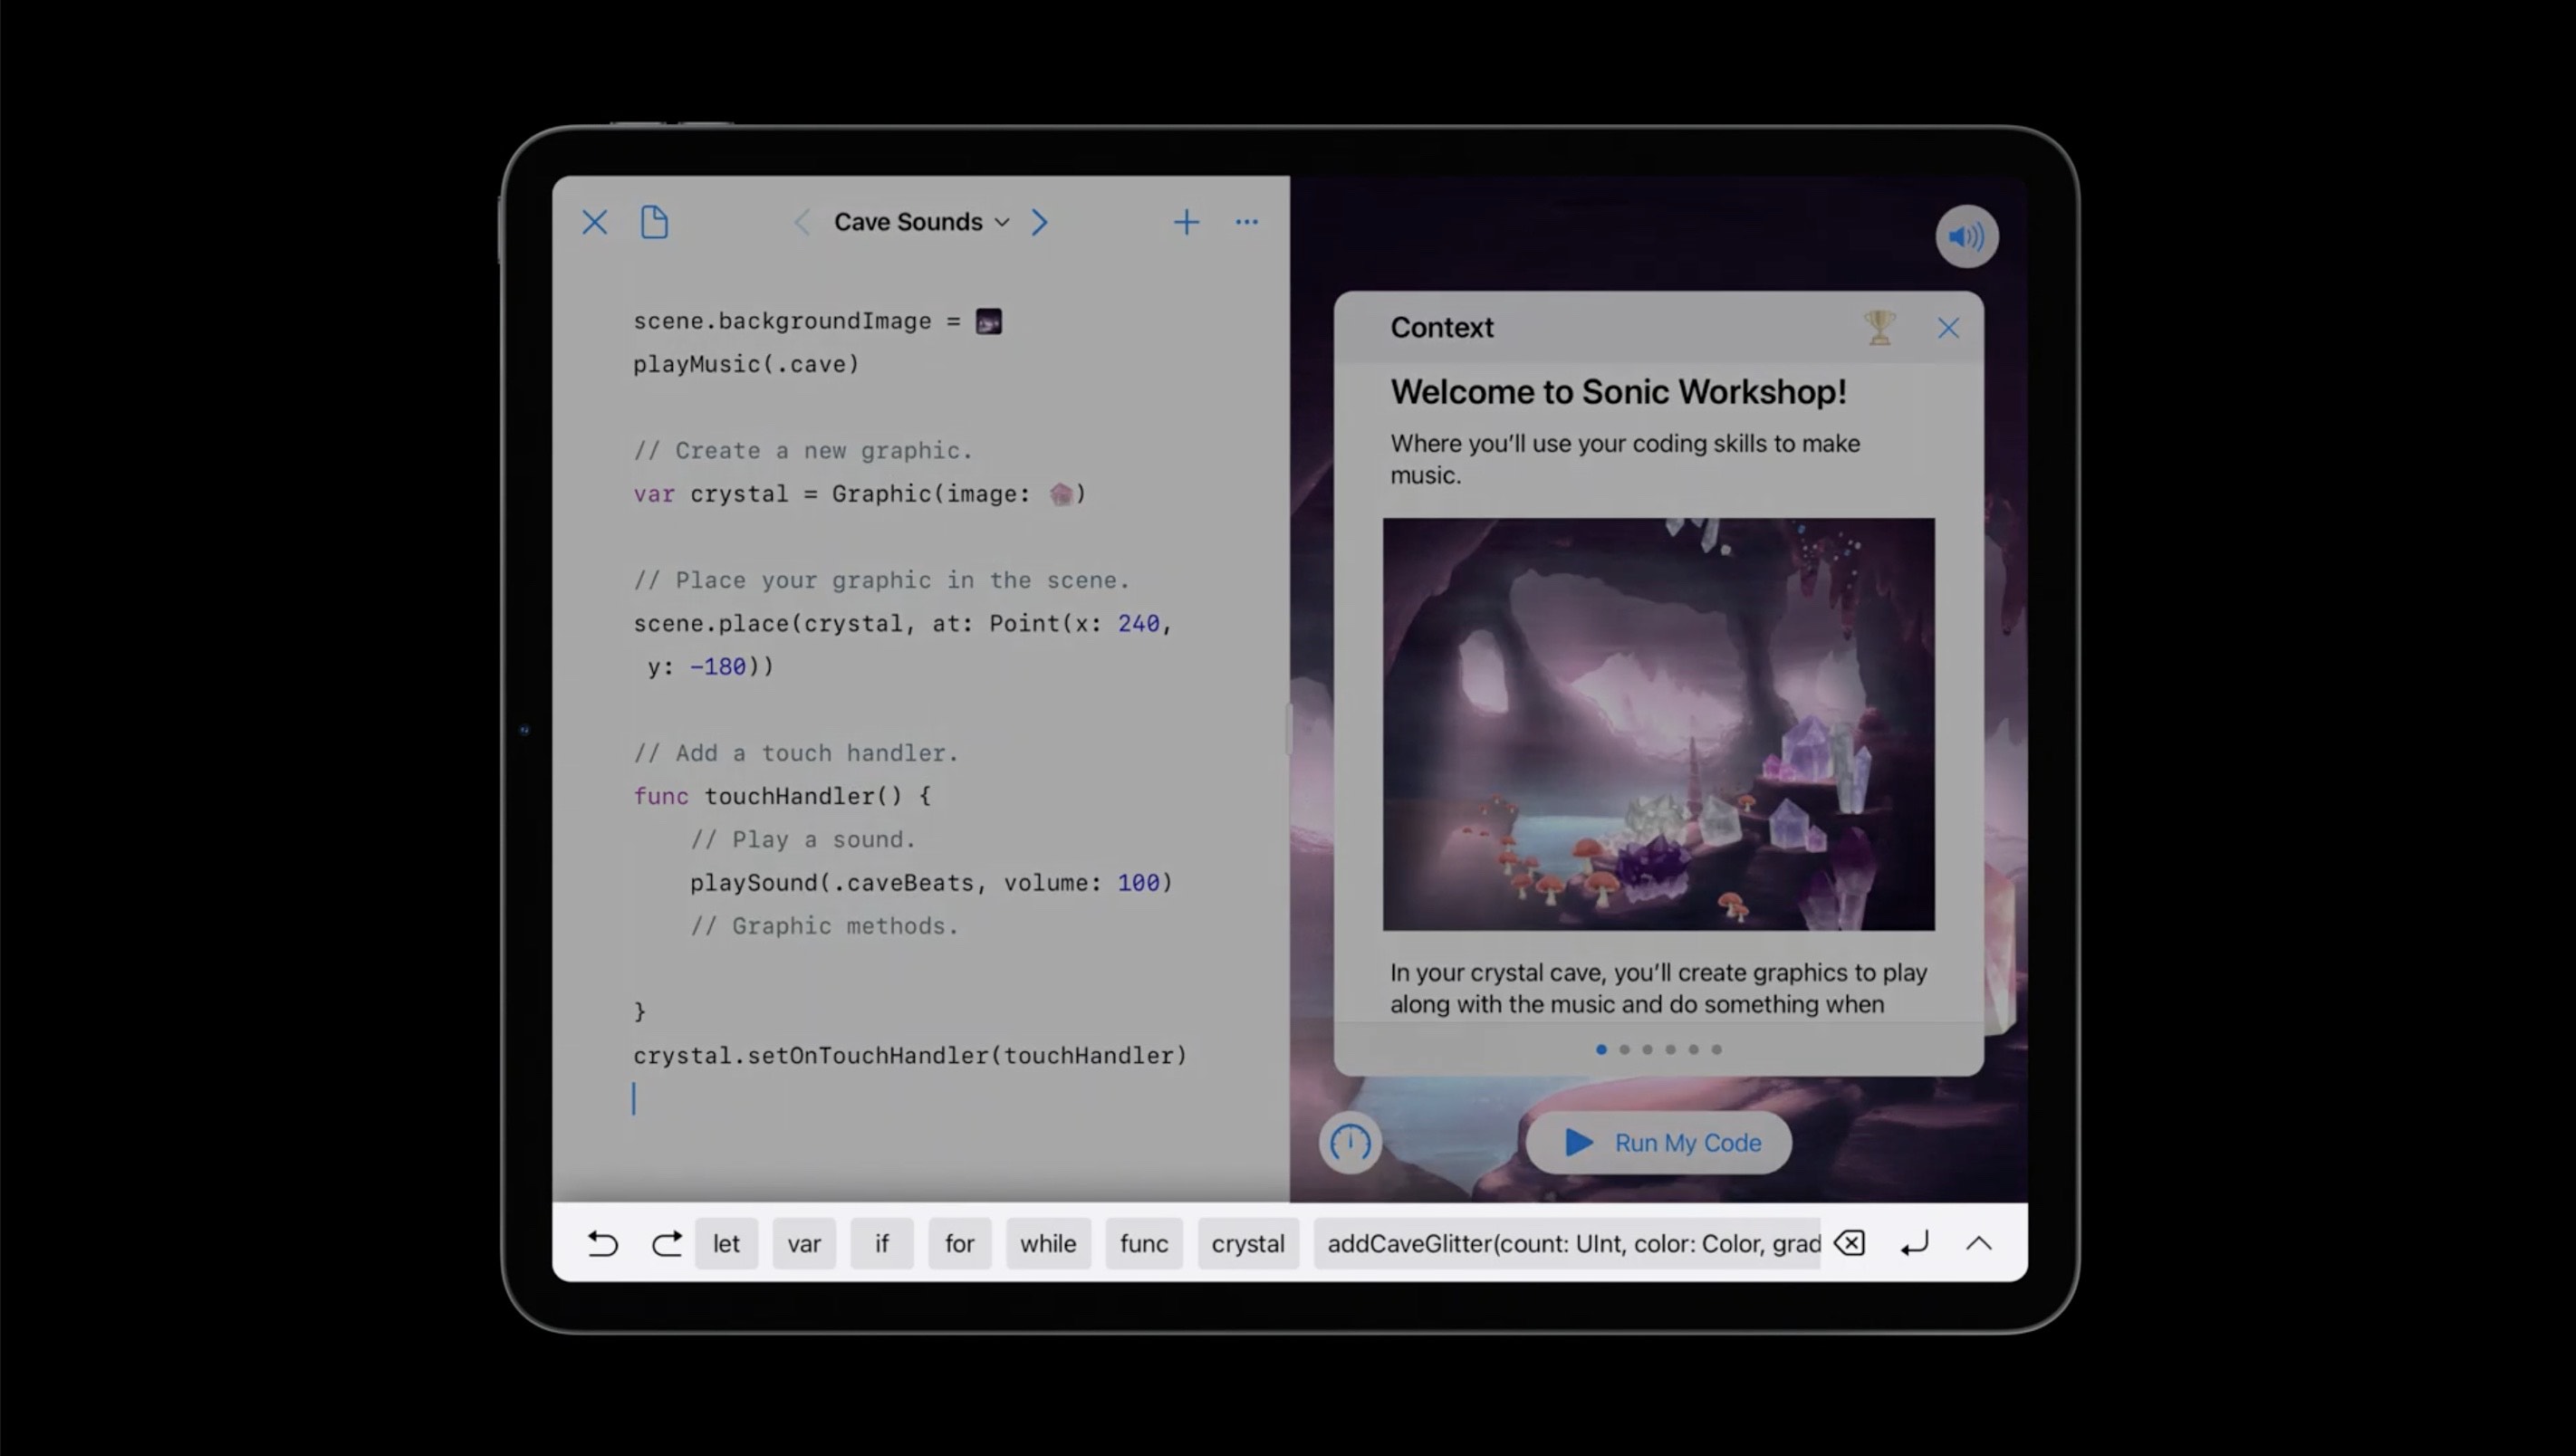 Cave Sounds
scene.backgroundImage =
playMusic(.cave)
// Create a new graphic.
var crystal = Graphic(image: )
// Place your graphic in the scene.
scene.place(crystal, at: Point(x: 240,
y: -180))
// Add a touch handler.
func touchHandler() {
// Play a sound.
playSound(.caveBeats, volume: 100)
// Graphic methods.
}
crystal.setOnTouchHandler(touchHandler)
Context
Welcome to Sonic Workshop!
Where you’ll use your coding skills to make
music.
In your crystal cave, you’ll create graphics to play
along with the music and do something when
Run My Code
let var if for while func crystal addCaveGlitter(count: UInt, color: Color, grad